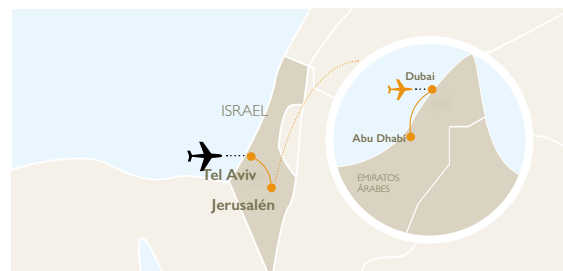 ISRAEL
Tel Aviv
Jerusalén
Dubai
Abu Dhabi
EMIRATOS
ÁRABES